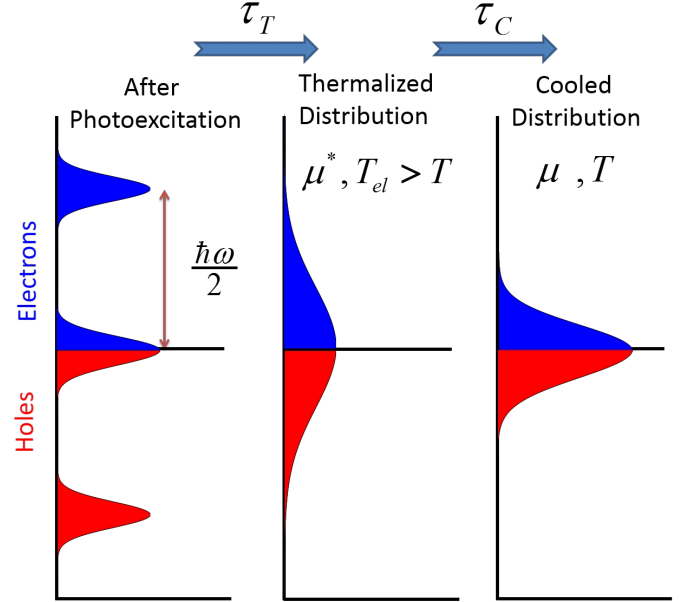 τ_T
τ_C
After
Photoexcitation
Thermalized
Distribution
μ*, T_el > T
Cooled
Distribution
μ , T
Electrons
Holes
ħω
2